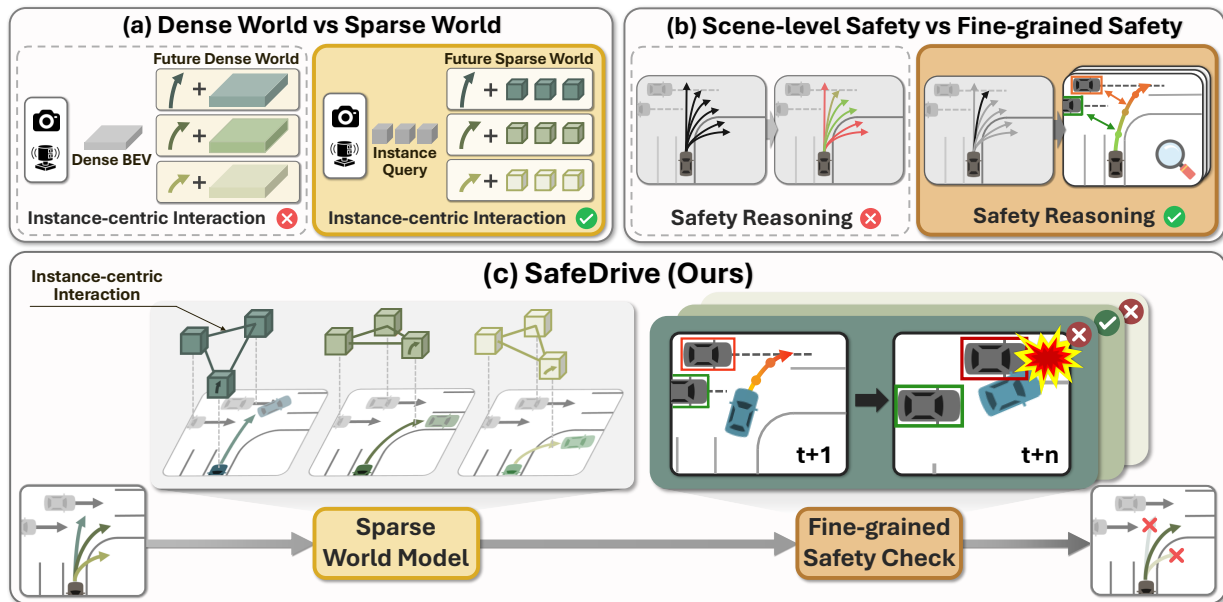 (a) Dense World vs Sparse World
Future Dense World
+
+
+
Dense BEV
Instance-centric Interaction
Future Sparse World
+
+
+
Instance
Query
Instance-centric Interaction
(b) Scene-level Safety vs Fine-grained Safety
Safety Reasoning
Safety Reasoning
(c) SafeDrive (Ours)
Instance-centric
Interaction
t+1
t+n
Sparse
World Model
Fine-grained
Safety Check